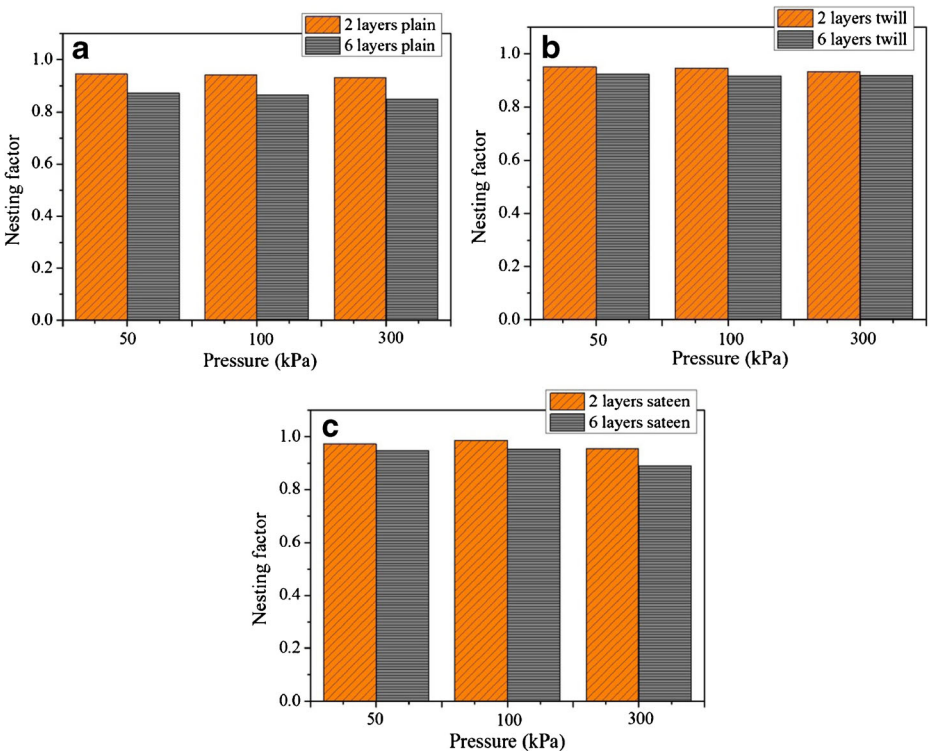 a
2 layers plain
6 layers plain
Nesting factor
1.0
0.8
0.6
0.4
0.2
0.0
50 100 300
Pressure (kPa)
b
2 layers twill
6 layers twill
Nesting factor
1.0
0.8
0.6
0.4
0.2
0.0
50 100 300
Pressure (kPa)
c
2 layers sateen
6 layers sateen
Nesting factor
1.0
0.8
0.6
0.4
0.2
0.0
50 100 300
Pressure (kPa)